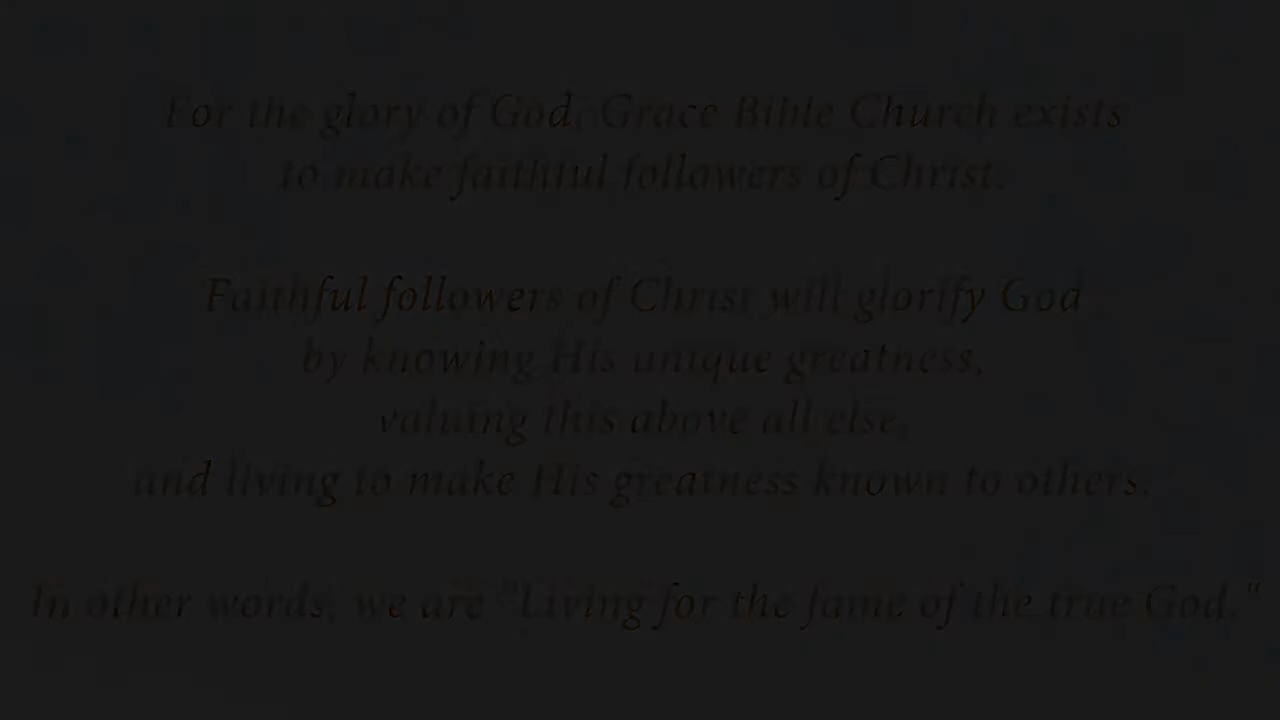 For the glory of God, Grace Bible Church exists
to make faithful followers of Christ.
Faithful followers of Christ will glorify God
by knowing His unique greatness,
valuing this above all else,
and living to make His greatness known to others.
In other words, we are "Living for the fame of the true God."